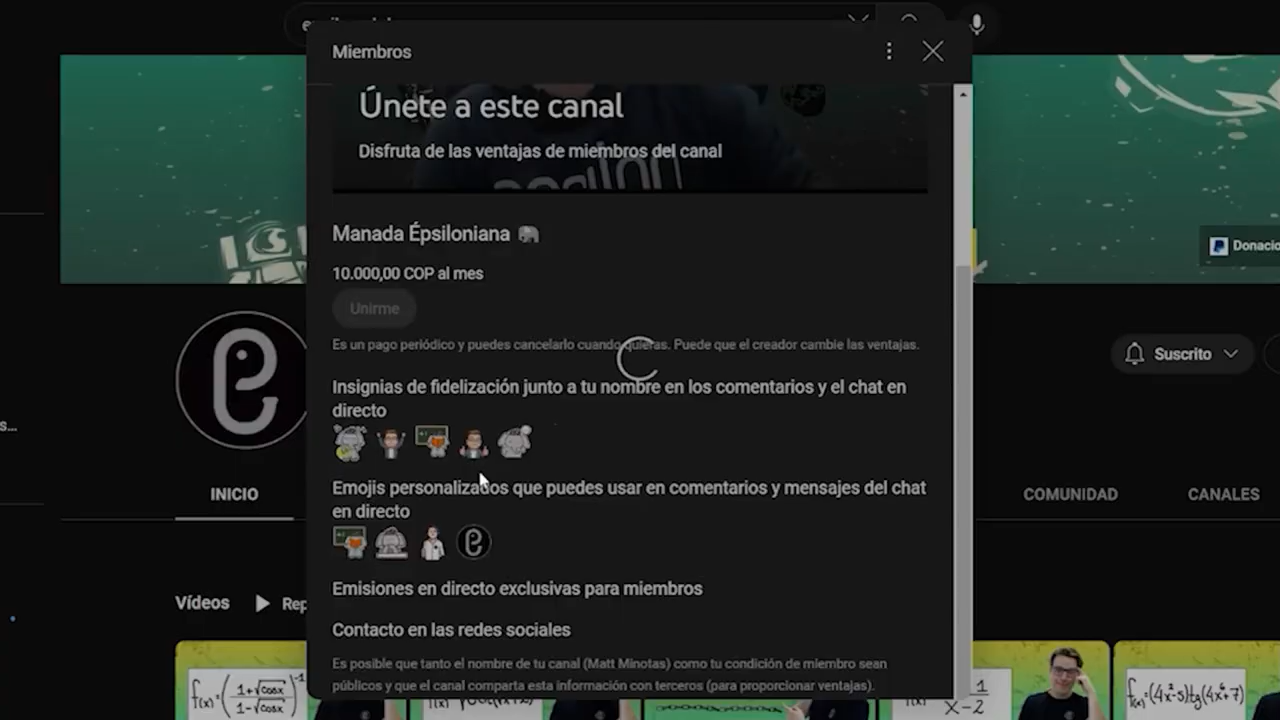 Miembros
Únete a este canal
Disfruta de las ventajas de miembros del canal
Manada Épsiloniana
10.000,00 COP al mes
Unirme
Es un pago periódico y puedes cancelarlo cuando quieras. Puede que el creador cambie las ventajas.
Insignias de fidelización junto a tu nombre en los comentarios y el chat en
directo
Emojis personalizados que puedes usar en comentarios y mensajes del chat
en directo
Emisiones en directo exclusivas para miembros
Contacto en las redes sociales
Es posible que tanto el nombre de tu canal (Matt Minotas) como tu condición de miembro sean
públicos y que el canal comparta esta información con terceros (para proporcionar ventajas).
Suscrito
INICIO
COMUNIDAD CANALES
Vídeos